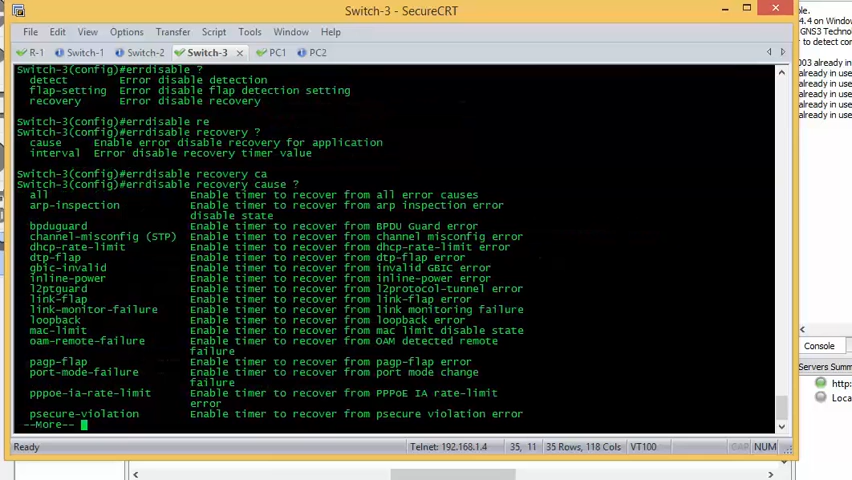 Switch-3 - SecureCRT
File Edit View Options Transfer Script Tools Window Help
R-1 Switch-1 Switch-2 Switch-3 PC1 PC2
Switch-3(config)#errdisable ?
detect Error disable detection
flap-setting Error disable flap detection setting
recovery Error disable recovery
Switch-3(config)#errdisable re
Switch-3(config)#errdisable recovery ?
cause Enable error disable recovery for application
interval Error disable recovery timer value
Switch-3(config)#errdisable recovery ca
Switch-3(config)#errdisable recovery cause ?
all Enable timer to recover from all error causes
arp-inspection Enable timer to recover from arp inspection error
disable state
bpduguard Enable timer to recover from BPDU Guard error
channel-misconfig (STP) Enable timer to recover from channel misconfig error
dhcp-rate-limit Enable timer to recover from dhcp-rate-limit error
dtp-flap Enable timer to recover from dtp-flap error
gbic-invalid Enable timer to recover from invalid GBIC error
inline-power Enable timer to recover from inline-power error
l2ptguard Enable timer to recover from l2protocol-tunnel error
link-flap Enable timer to recover from link-flap error
link-monitor-failure Enable timer to recover from link monitoring failure
loopback Enable timer to recover from loopback error
mac-limit Enable timer to recover from mac limit disable state
oam-remote-failure Enable timer to recover from OAM detected remote
failure
pagp-flap Enable timer to recover from pagp-flap error
port-mode-failure Enable timer to recover from port mode change
failure
pppoe-ia-rate-limit Enable timer to recover from PPPoE IA rate-limit
error
psecure-violation Enable timer to recover from psecure violation error
--More--
Ready Telnet: 192.168.1.4 35, 11 35 Rows, 118 Cols VT100 CAP NUM
ole.
4.4 on Window
GNS3 Technolo
to detect cor
003 already in
already in use
already in use
already in use
already in use
Console
Servers Summ
http:
Loca